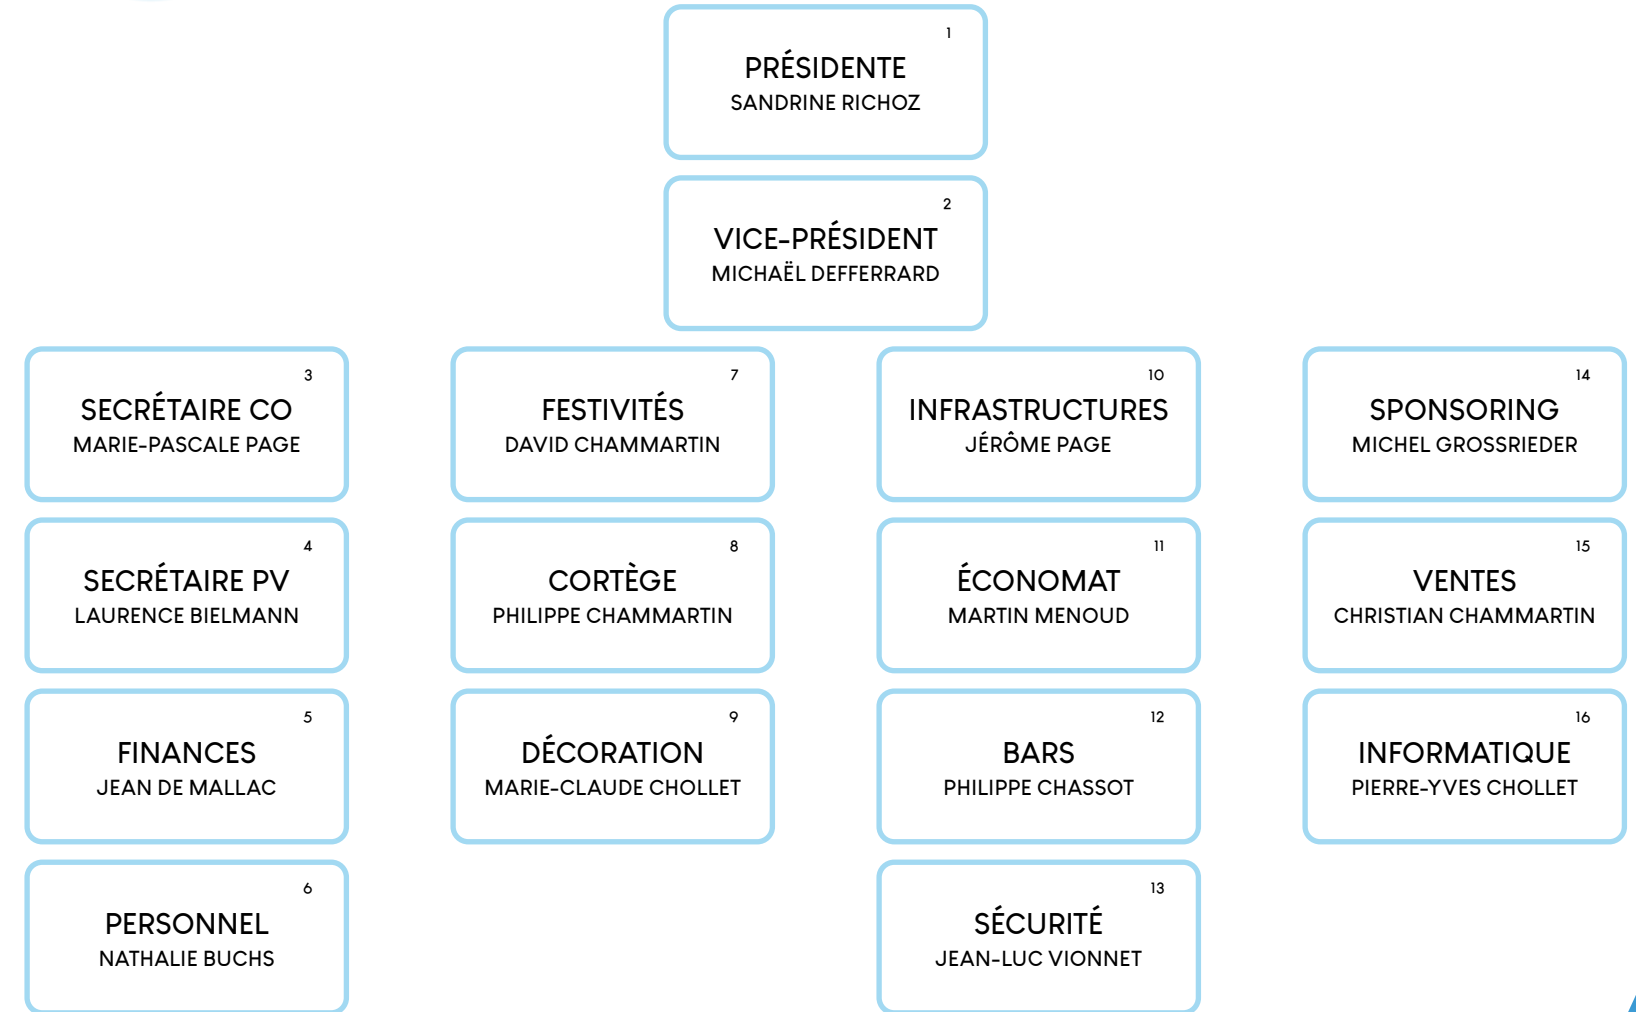 1
PRÉSIDENTE
SANDRINE RICHOZ
2
VICE-PRÉSIDENT
MICHAËL DEFFERRARD
3
SECRÉTAIRE CO
MARIE-PASCALE PAGE
4
SECRÉTAIRE PV
LAURENCE BIELMANN
5
FINANCES
JEAN DE MALLAC
6
PERSONNEL
NATHALIE BUCHS
7
FESTIVITÉS
DAVID CHAMMARTIN
8
CORTÈGE
PHILIPPE CHAMMARTIN
9
DÉCORATION
MARIE-CLAUDE CHOLLET
10
INFRASTRUCTURES
JÉRÔME PAGE
11
ÉCONOMAT
MARTIN MENOUD
12
BARS
PHILIPPE CHASSOT
13
SÉCURITÉ
JEAN-LUC VIONNET
14
SPONSORING
MICHEL GROSSRIEDER
15
VENTES
CHRISTIAN CHAMMARTIN
16
INFORMATIQUE
PIERRE-YVES CHOLLET